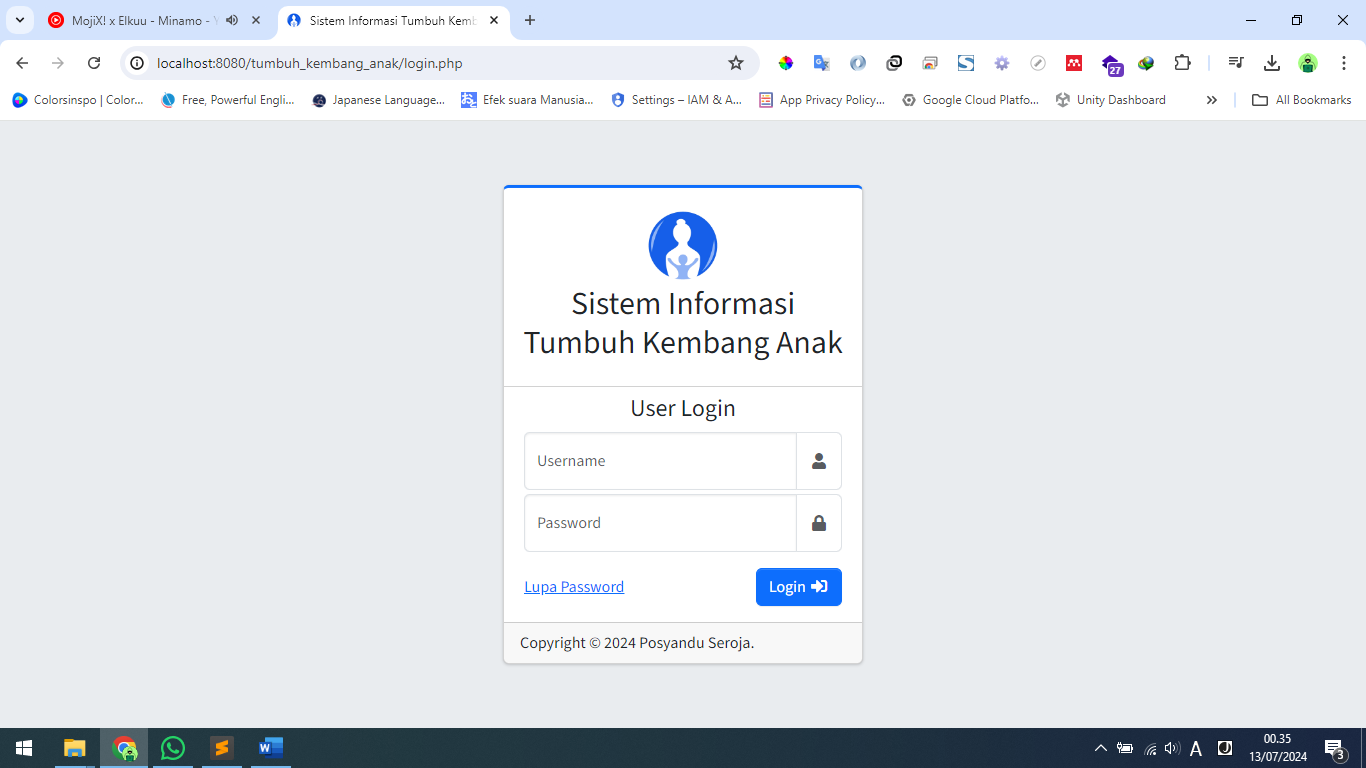 MojiX! x Elkuu - Minamo -
Sistem Informasi Tumbuh Kemb
localhost:8080/tumbuh_kembang_anak/login.php
27
Colorsinspo | Color...
Free, Powerful Engli...
Japanese Language...
Efek suara Manusia...
Settings – IAM & A...
App Privacy Policy...
Google Cloud Platfo...
Unity Dashboard
All Bookmarks
Sistem Informasi
Tumbuh Kembang Anak
User Login
Username
Password
Lupa Password
Login
Copyright © 2024 Posyandu Seroja.
A
J
00.35
13/07/2024
3